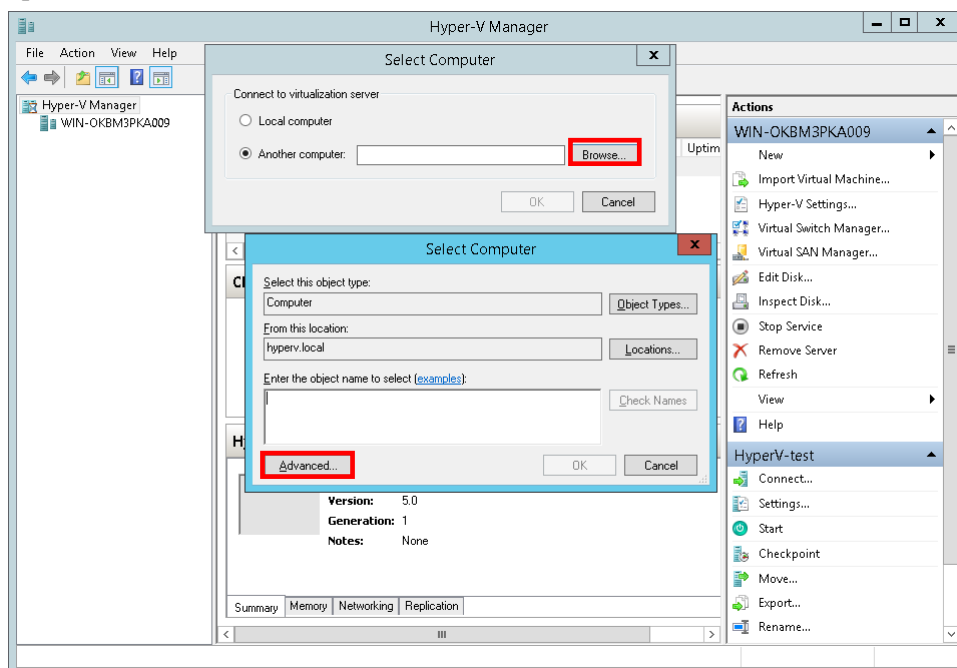 Hyper-V Manager
File Action View Help
Hyper-V Manager
WIN-OKBM3PKA009
Select Computer
x
Connect to virtualization server
Local computer
Another computer:
Browse...
OK Cancel
Uptim
Select Computer
x
Select this object type:
Computer
Object Types...
From this location:
hyperv.local
Locations...
Enter the object name to select (examples):
Check Names
Advanced...
OK Cancel
Version: 5.0
Generation: 1
Notes: None
Summary Memory Networking Replication
Actions
WIN-OKBM3PKA009
New
Import Virtual Machine...
Hyper-V Settings...
Virtual Switch Manager...
Virtual SAN Manager...
Edit Disk...
Inspect Disk...
Stop Service
Remove Server
Refresh
View
Help
HyperV-test
Connect...
Settings...
Start
Checkpoint
Move...
Export...
Rename...